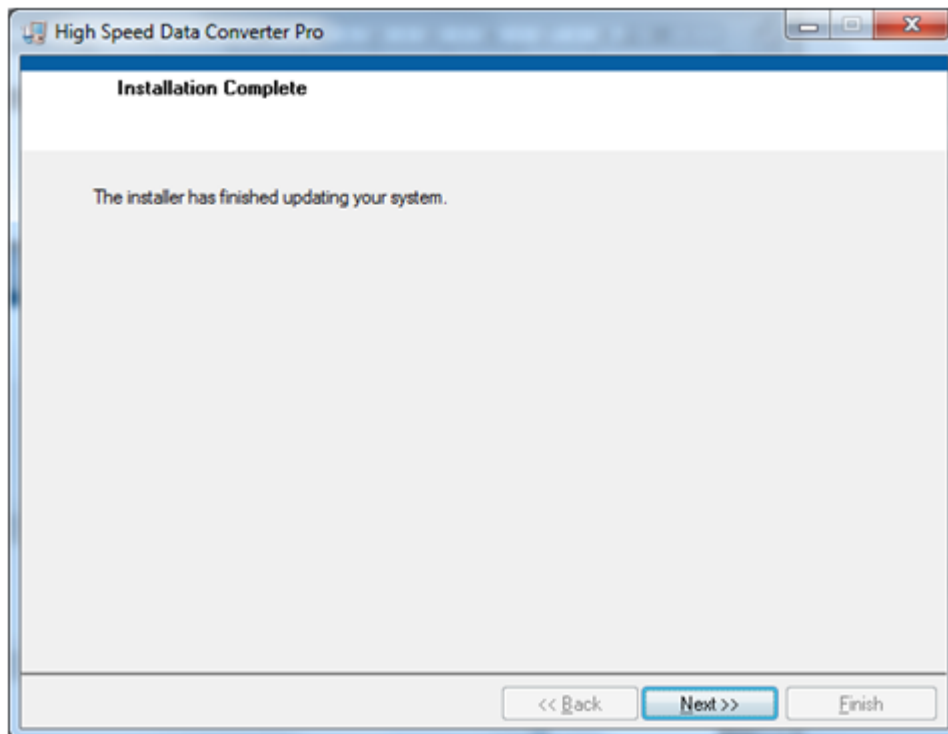 High Speed Data Converter Pro
Installation Complete
The installer has finished updating your system.
<< Back
Next >>
Finish